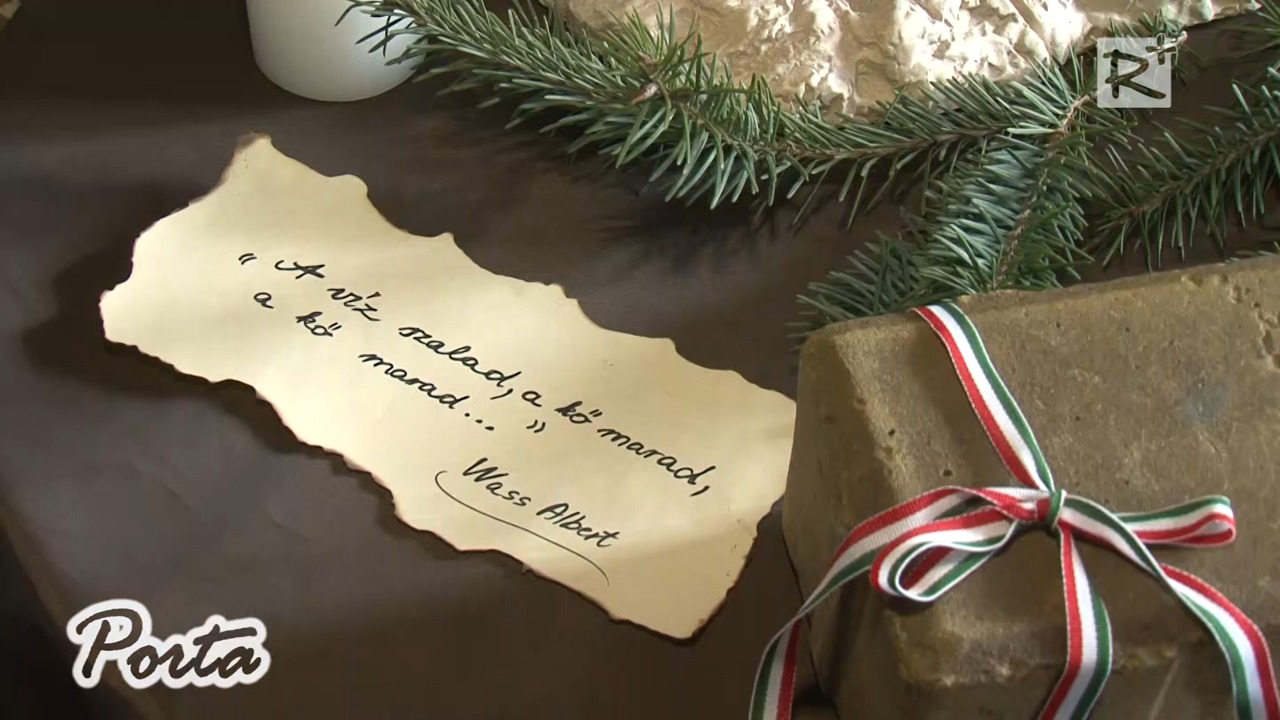 R+
„ A víz szalad, a kő marad,
a kő marad... ”
Wass Albert
Porta